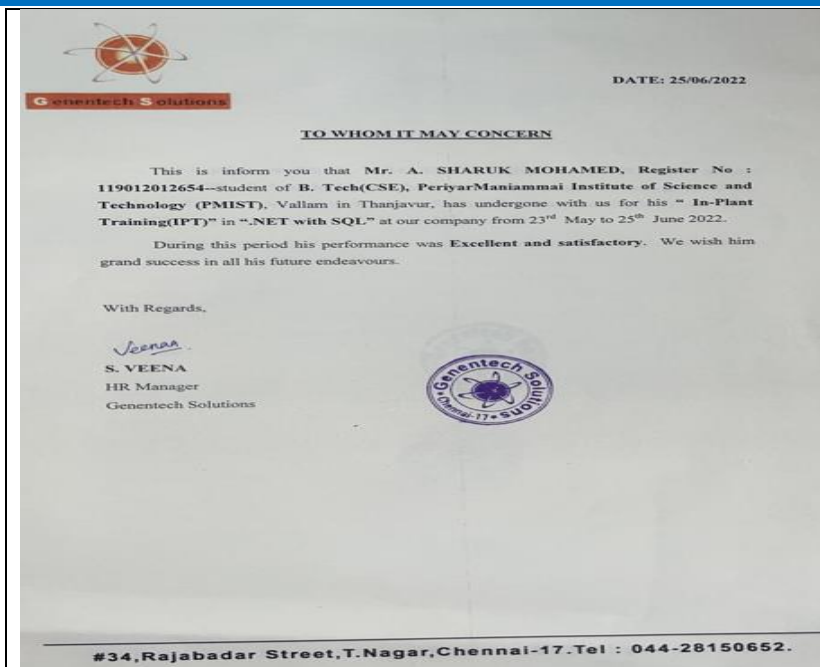 Genentech Solutions
DATE: 25/06/2022
TO WHOM IT MAY CONCERN
This is inform you that Mr. A. SHARUK MOHAMED, Register No :
119012012654--student of B. Tech(CSE), PeriyarManiammai Institute of Science and
Technology (PMIST), Vallam in Thanjavur, has undergone with us for his “ In-Plant
Training(IPT)” in “.NET with SQL” at our company from 23rd May to 25th June 2022.
During this period his performance was Excellent and satisfactory. We wish him
grand success in all his future endeavours.
With Regards,
Veenaa
S. VEENA
HR Manager
Genentech Solutions
Genentech Solutions
Chennai-17
#34,Rajabadar Street,T.Nagar,Chennai-17.Tel : 044-28150652.